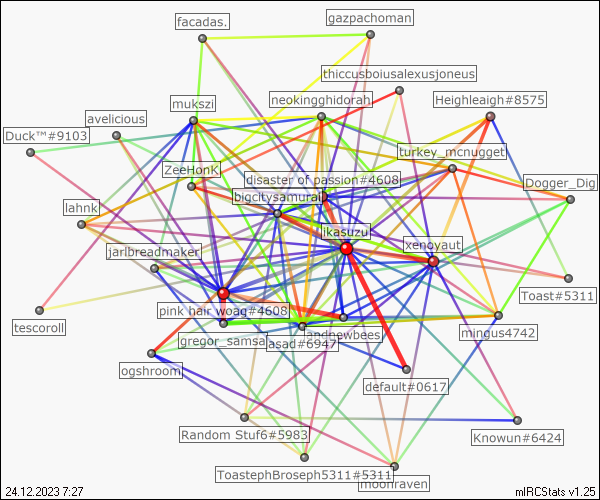 gazpachoman
facadas.
thiccusboiusalexusjoneus
mukszi
neokingghidorah
Heighleaigh#8575
avelicious
Duck™#9103
turkey_mcnugget
ZeeHonK
disaster of passion#4608
Dogger_Dig
bigcitysamurai
lahnk
ikasuzu
xenoyaut
jaribreadmaker
Toast#5311
pink hair woag#4608
tescoroll
gregor_samsa
andrewbees
mingus4742
asad#6947
ogshroom
default#0617
Random Stuf6#5983
Knowun#6424
ToastephBroseph5311#5311
moonraven
24.12.2023 7:27
mIRCStats v1.25